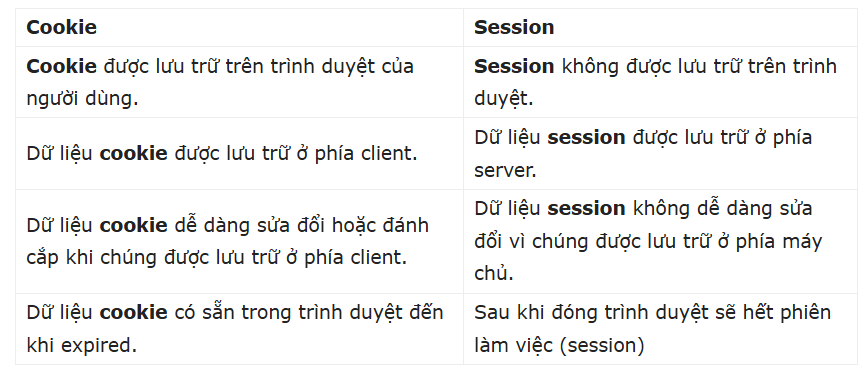 Cookie
Session
Cookie được lưu trữ trên trình duyệt của
người dùng.
Session không được lưu trữ trên trình
duyệt.
Dữ liệu cookie được lưu trữ ở phía client.
Dữ liệu session được lưu trữ ở phía
server.
Dữ liệu cookie dễ dàng sửa đổi hoặc đánh
cắp khi chúng được lưu trữ ở phía client.
Dữ liệu session không dễ dàng sửa
đổi vì chúng được lưu trữ ở phía máy
chủ.
Dữ liệu cookie có sẵn trong trình duyệt đến
khi expired.
Sau khi đóng trình duyệt sẽ hết phiên
làm việc (session)